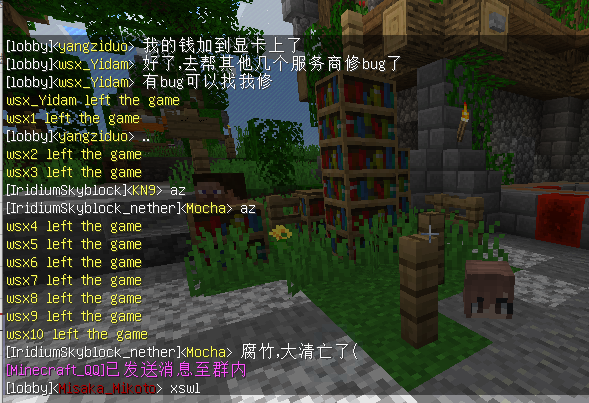 [lobby]<yangziduo> 我的钱加到显卡上了
[lobby]<wsx_Yidam> 好了,去帮其他几个服务商修bug了
[lobby]<wsx_Yidam> 有bug可以找我修
wsx_Yidam left the game
wsx1 left the game
[lobby]<yangziduo> ..
wsx2 left the game
wsx3 left the game
[IridiumSkyblock]<KN9> az
[IridiumSkyblock_nether]<Mocha> az
wsx4 left the game
wsx5 left the game
wsx6 left the game
wsx7 left the game
wsx8 left the game
wsx9 left the game
wsx10 left the game
[IridiumSkyblock_nether]<Mocha> 腐竹,大清亡了(
[Minecraft_QQ]已发送消息至群内
[lobby]<Misaka_Mikoto> xswl